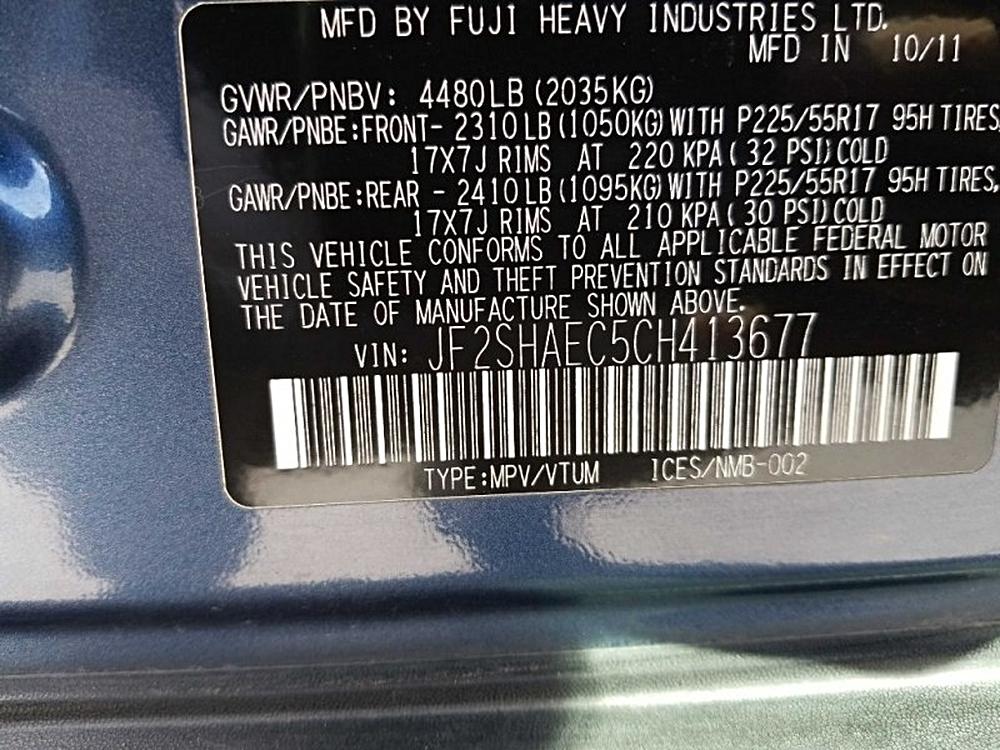 MFD BY FUJI HEAVY INDUSTRIES LTD.
MFD IN 10/11
GVWR/PNBV: 4480LB (2035KG)
GAWR/PNBE:FRONT- 2310LB (1050KG) WITH P225/55R17 95H TIRES,
17X7J RIMS AT 220 KPA ( 32 PSI) COLD
GAWR/PNBE:REAR - 2410LB (1095KG) WITH P225/55R17 95H TIRES,
17X7J RIMS AT 210 KPA ( 30 PSI) COLD
THIS VEHICLE CONFORMS TO ALL APPLICABLE FEDERAL MOTOR
VEHICLE SAFETY AND THEFT PREVENTION STANDARDS IN EFFECT ON
THE DATE OF MANUFACTURE SHOWN ABOVE.
VIN: JF2SHAEC5CH413677
TYPE:MPV/VTUM ICES/NMB-002